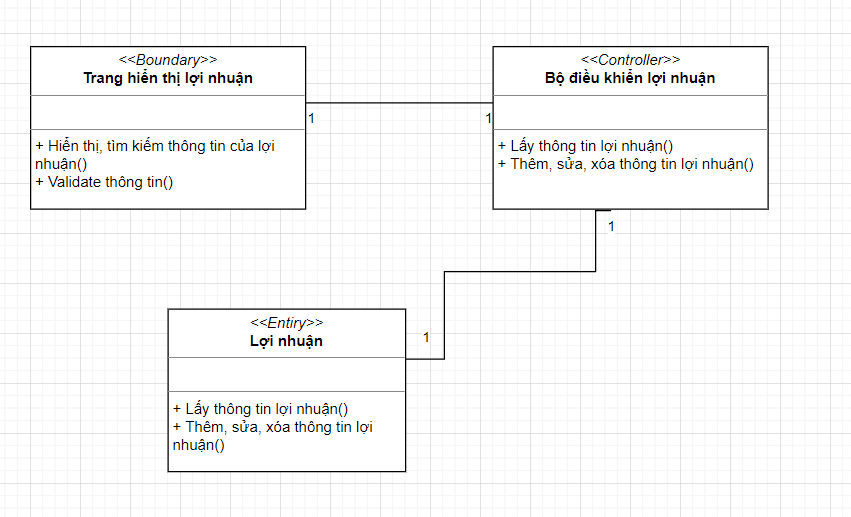 <<Boundary>>
Trang hiển thị lợi nhuận
+ Hiển thị, tìm kiếm thông tin của lợi
nhuận()
+ Validate thông tin()
1
1
<<Controller>>
Bộ điều khiển lợi nhuận
+ Lấy thông tin lợi nhuận()
+ Thêm, sửa, xóa thông tin lợi nhuận()
1
<<Entiry>>
Lợi nhuận
+ Lấy thông tin lợi nhuận()
+ Thêm, sửa, xóa thông tin lợi
nhuận()
1